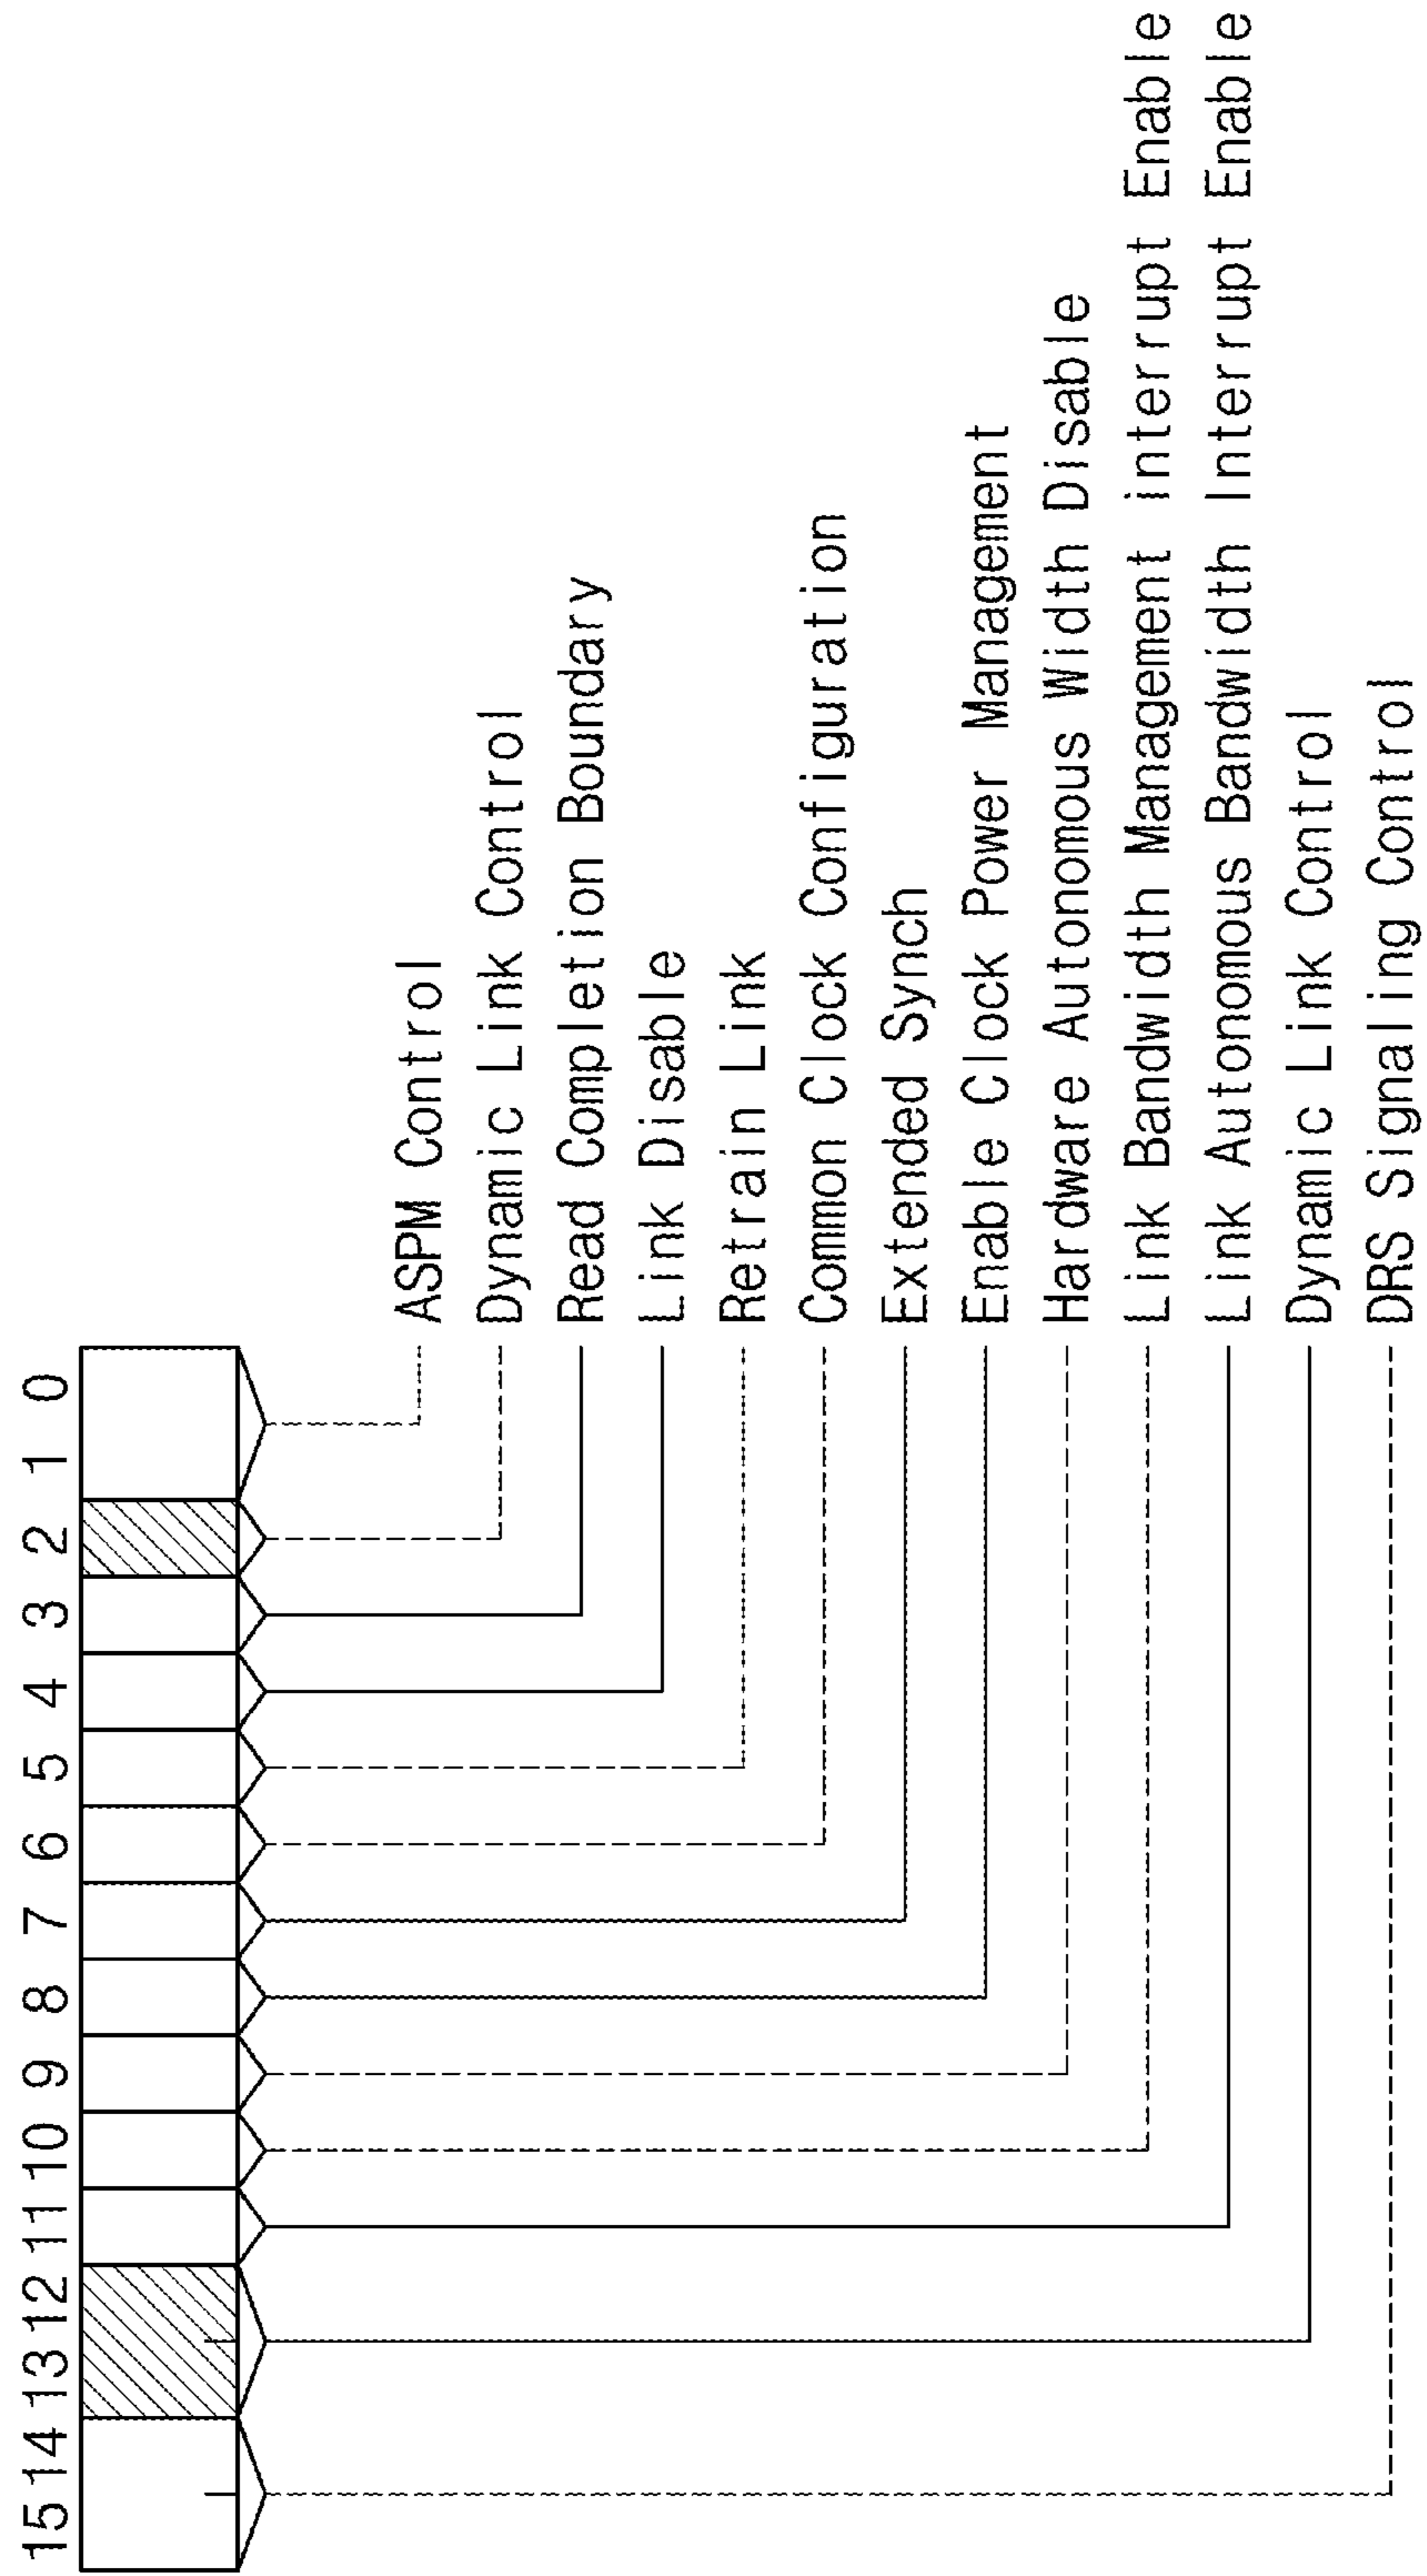 15 14 13 12 11 10 9 8 7 6 5 4 3 2 1 0
ASPM Control
Dynamic Link Control
Read Completion Boundary
Link Disable
Retrain Link
Common Clock Configuration
Extended Synch
Enable Clock Power Management
Hardware Autonomous Width Disable
Link Bandwidth Management interrupt Enable
Link Autonomous Bandwidth Interrupt Enable
Dynamic Link Control
DRS Signaling Control